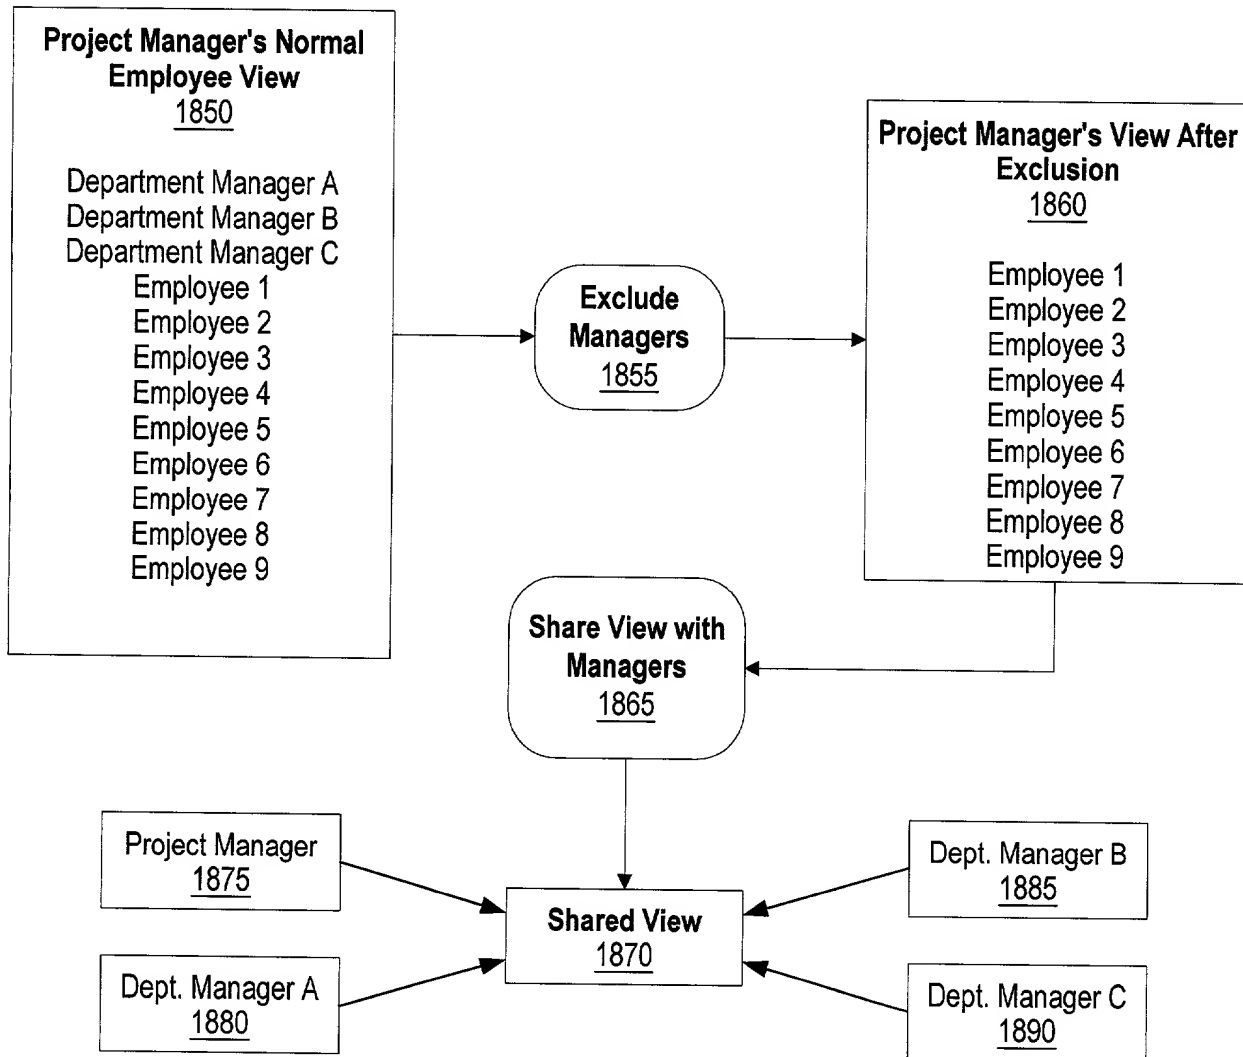 Project Manager's Normal
Employee View
1850
Department Manager A
Department Manager B
Department Manager C
Employee 1
Employee 2
Employee 3
Employee 4
Employee 5
Employee 6
Employee 7
Employee 8
Employee 9
Exclude
Managers
1855
Project Manager's View After
Exclusion
1860
Employee 1
Employee 2
Employee 3
Employee 4
Employee 5
Employee 6
Employee 7
Employee 8
Employee 9
Share View with
Managers
1865
Project Manager
1875
Dept. Manager A
1880
Shared View
1870
Dept. Manager B
1885
Dept. Manager C
1890